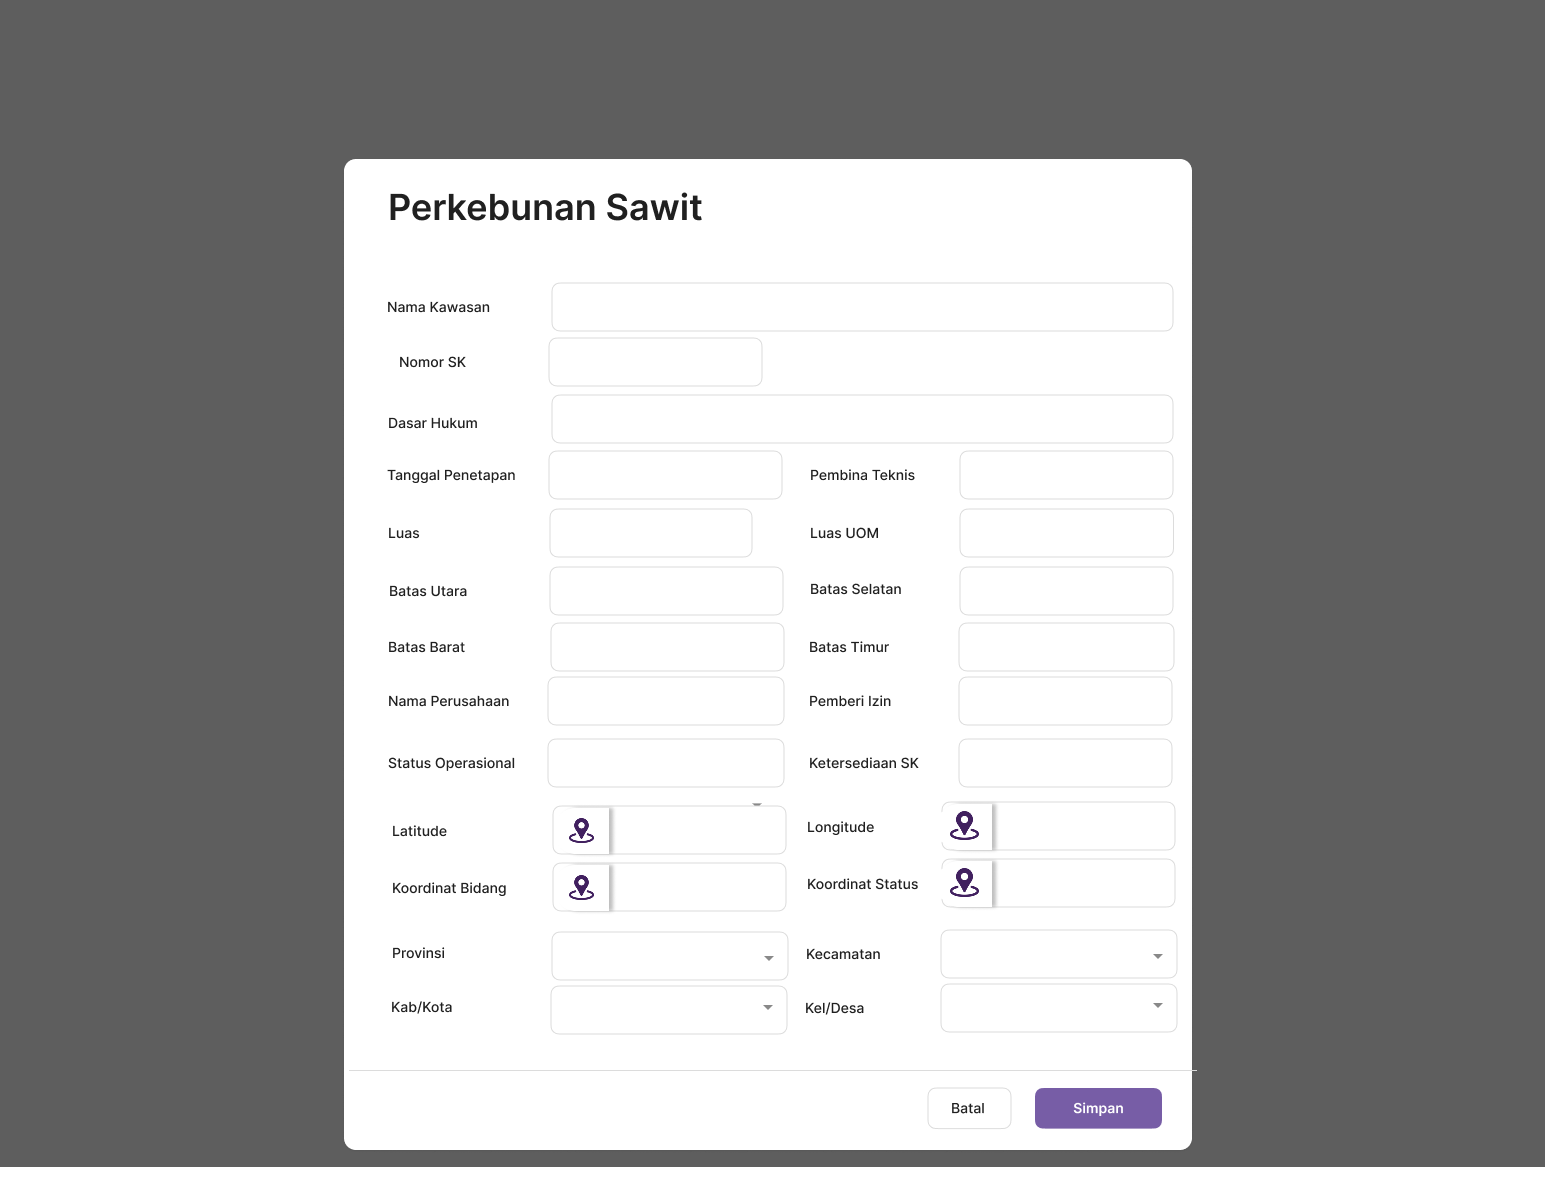 Perkebunan Sawit
Nama Kawasan
Nomor SK
Dasar Hukum
Tanggal Penetapan
Pembina Teknis
Luas
Luas UOM
Batas Utara
Batas Selatan
Batas Barat
Batas Timur
Nama Perusahaan
Pemberi Izin
Status Operasional
Ketersediaan SK
Latitude
Longitude
Koordinat Bidang
Koordinat Status
Provinsi
Kecamatan
Kab/Kota
Kel/Desa
Batal
Simpan